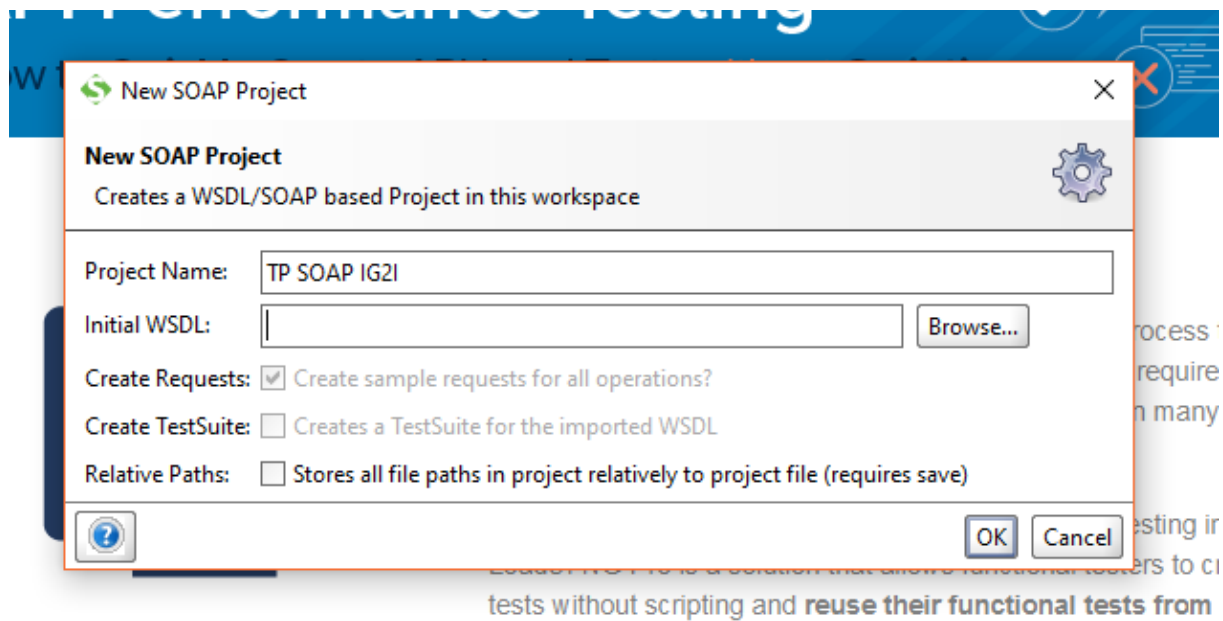 Performance Testing
New SOAP Project
New SOAP Project
Creates a WSDL/SOAP based Project in this workspace
Project Name: TP SOAP IG2I
Initial WSDL: Browse...
Create Requests: Create sample requests for all operations?
Create TestSuite: Creates a TestSuite for the imported WSDL
Relative Paths: Stores all file paths in project relatively to project file (requires save)
OK Cancel
many
tests without scripting and reuse their functional tests from